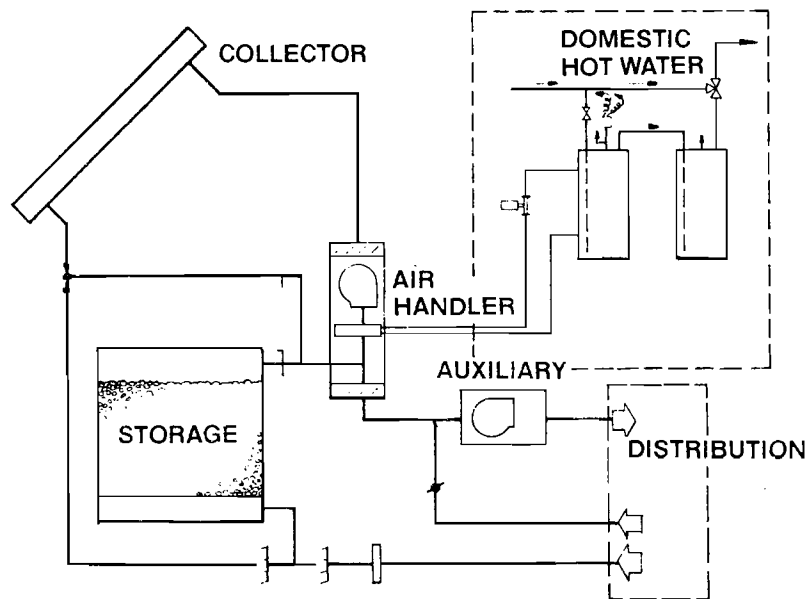 COLLECTOR
DOMESTIC
HOT WATER
AIR
HANDLER
AUXILIARY
STORAGE
DISTRIBUTION